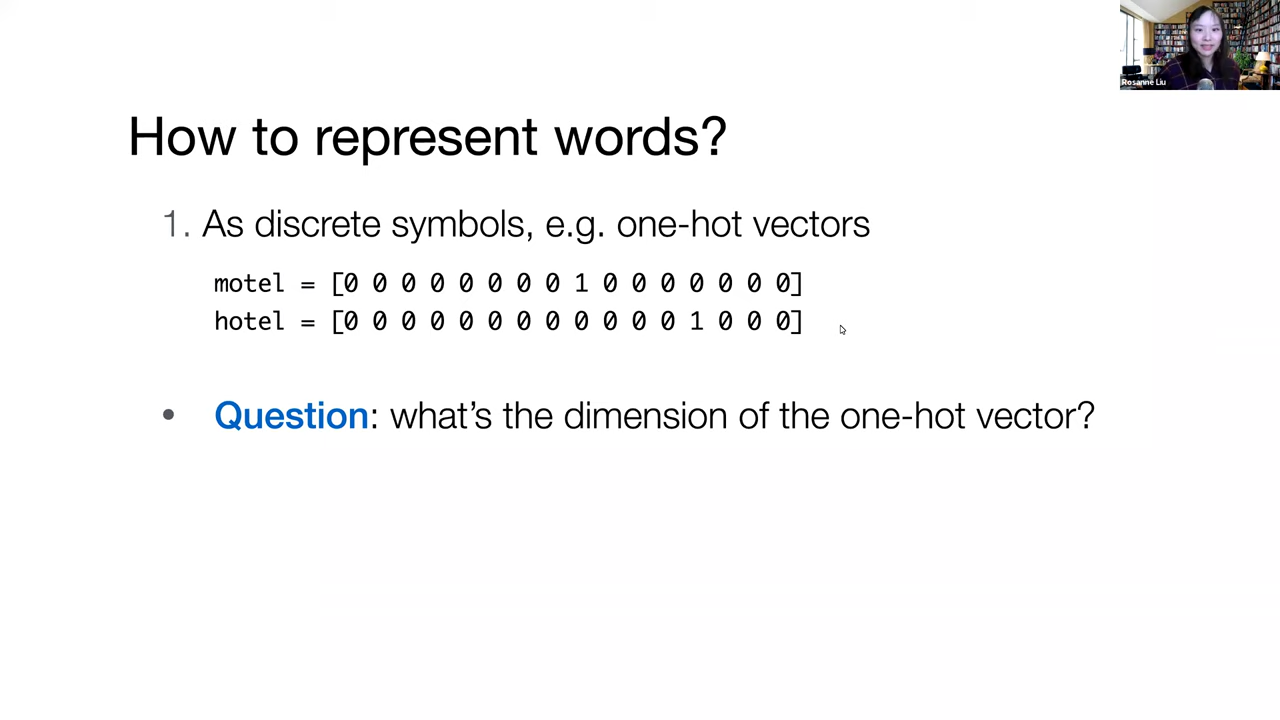 Rosanne Liu
How to represent words?
1. As discrete symbols, e.g. one-hot vectors
motel = [0 0 0 0 0 0 0 0 1 0 0 0 0 0 0 0]
hotel = [0 0 0 0 0 0 0 0 0 0 0 0 1 0 0 0]
• Question: what's the dimension of the one-hot vector?